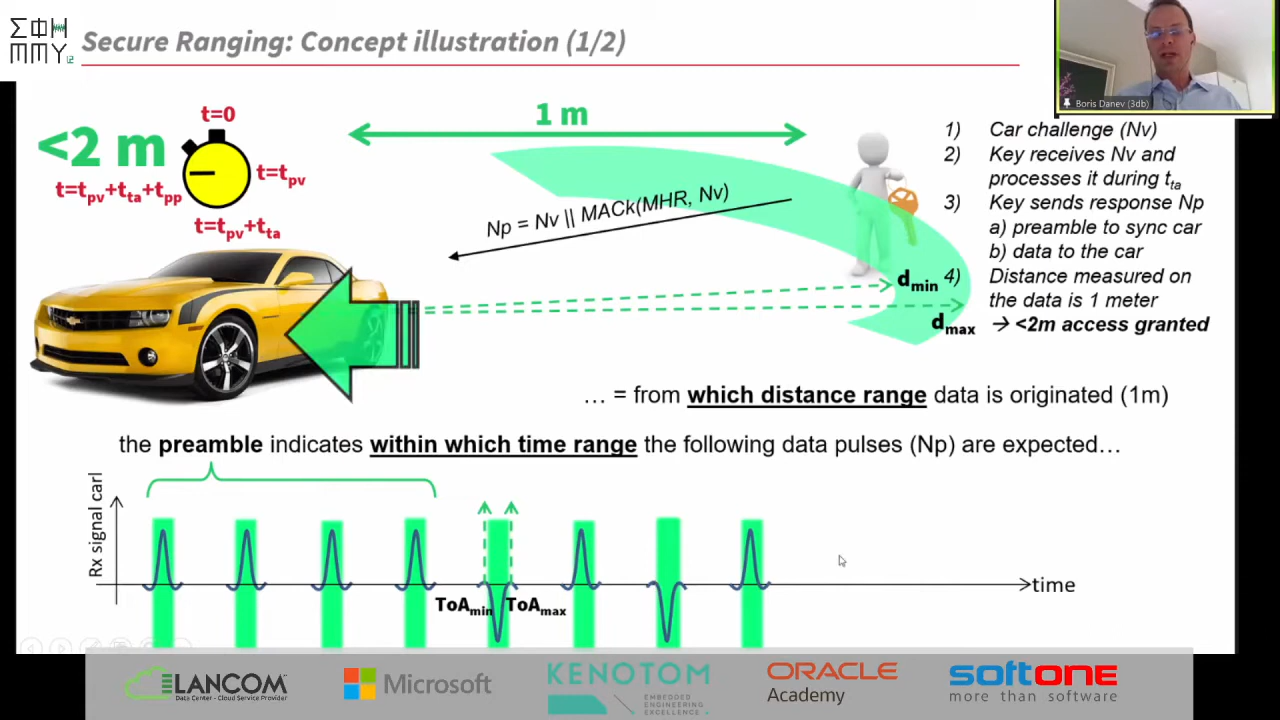 ΣΦΗ
ΜΜΥ 12
Secure Ranging: Concept illustration (1/2)
Boris Danev (3db)
<2 m
t=0
t=tpv
t=tpv+tta+tpp
t=tpv+tta
1 m
Np = Nv || MACk(MHR, Nv)
dmin
dmax
1) Car challenge (Nv)
2) Key receives Nv and
processes it during tta
3) Key sends response Np
a) preamble to sync car
b) data to the car
4) Distance measured on
the data is 1 meter
→ <2m access granted
… = from which distance range data is originated (1m)
the preamble indicates within which time range the following data pulses (Np) are expected…
Rx signal carl
ToAmin
ToAmax
time
LANCOM
Data Center - Cloud Service Provider
Microsoft
KENOTOM
EMBEDDED
ENGINEERING
EXCELLENCE
ORACLE
Academy
softone
more than software